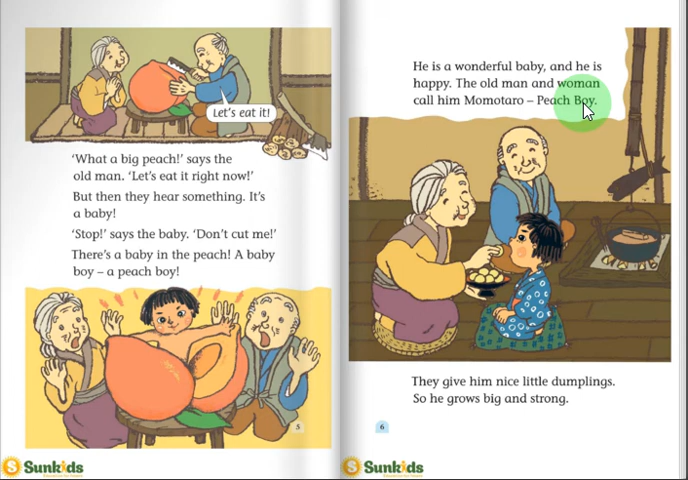 Let's eat it!
'What a big peach!' says the
old man. 'Let's eat it right now!'
But then they hear something. It's
a baby!
'Stop!' says the baby. 'Don't cut me!'
There's a baby in the peach! A baby
boy – a peach boy!
5
S Sunkids
He is a wonderful baby, and he is
happy. The old man and woman
call him Momotaro – Peach Boy.
They give him nice little dumplings.
So he grows big and strong.
6
S Sunkids